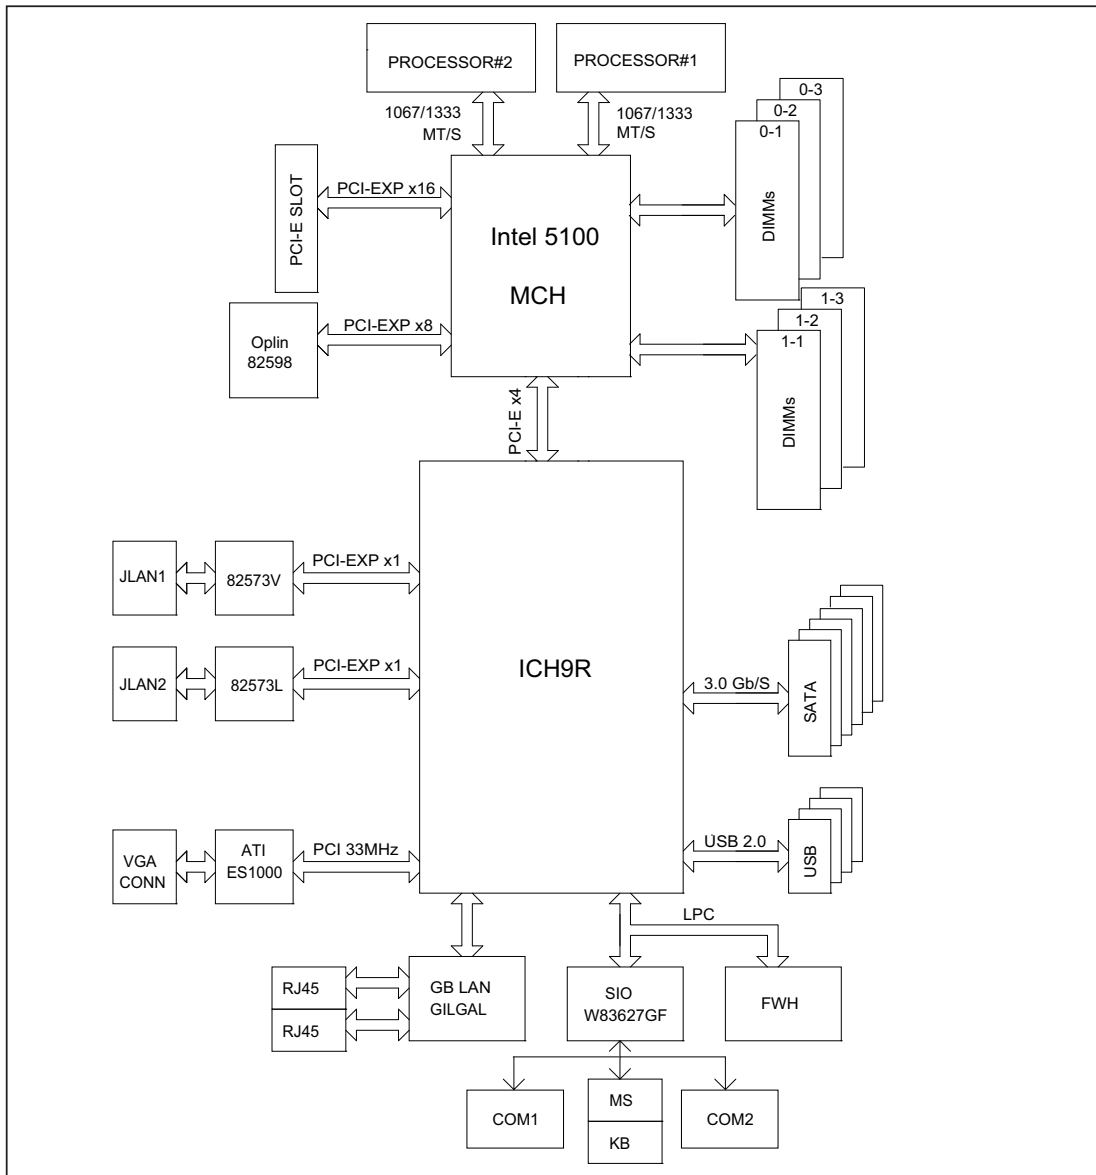 PROCESSOR#2
PROCESSOR#1
1067/1333
MT/S
1067/1333
MT/S
0-3
0-2
0-1
DIMMs
PCI-E SLOT
PCI-EXP x16
Intel 5100
MCH
1-3
1-2
1-1
DIMMs
Oplin
82598
PCI-EXP x8
PCI-E x4
JLAN1
82573V
PCI-EXP x1
JLAN2
82573L
PCI-EXP x1
ICH9R
3.0 Gb/S
SATA
VGA
CONN
ATI
ES1000
PCI 33MHz
USB 2.0
USB
LPC
RJ45
RJ45
GB LAN
GILGAL
SIO
W83627GF
FWH
COM1
MS
KB
COM2